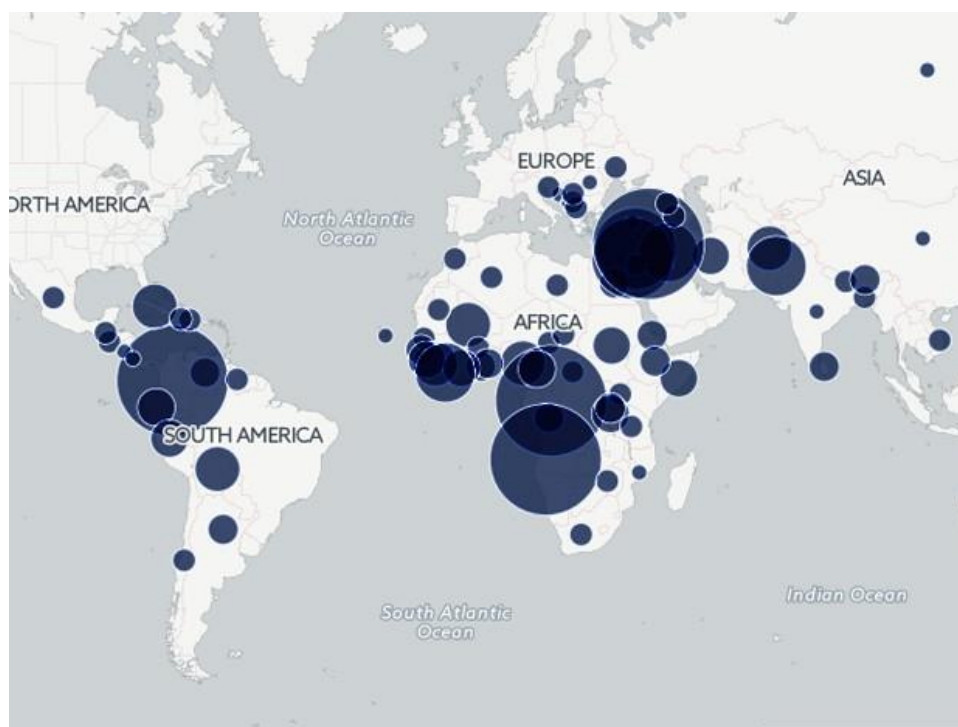 EUROPE
ASIA
ORTH AMERICA
North Atlantic
Ocean
AFRICA
SOUTH AMERICA
Indian Ocean
South Atlantic
Ocean